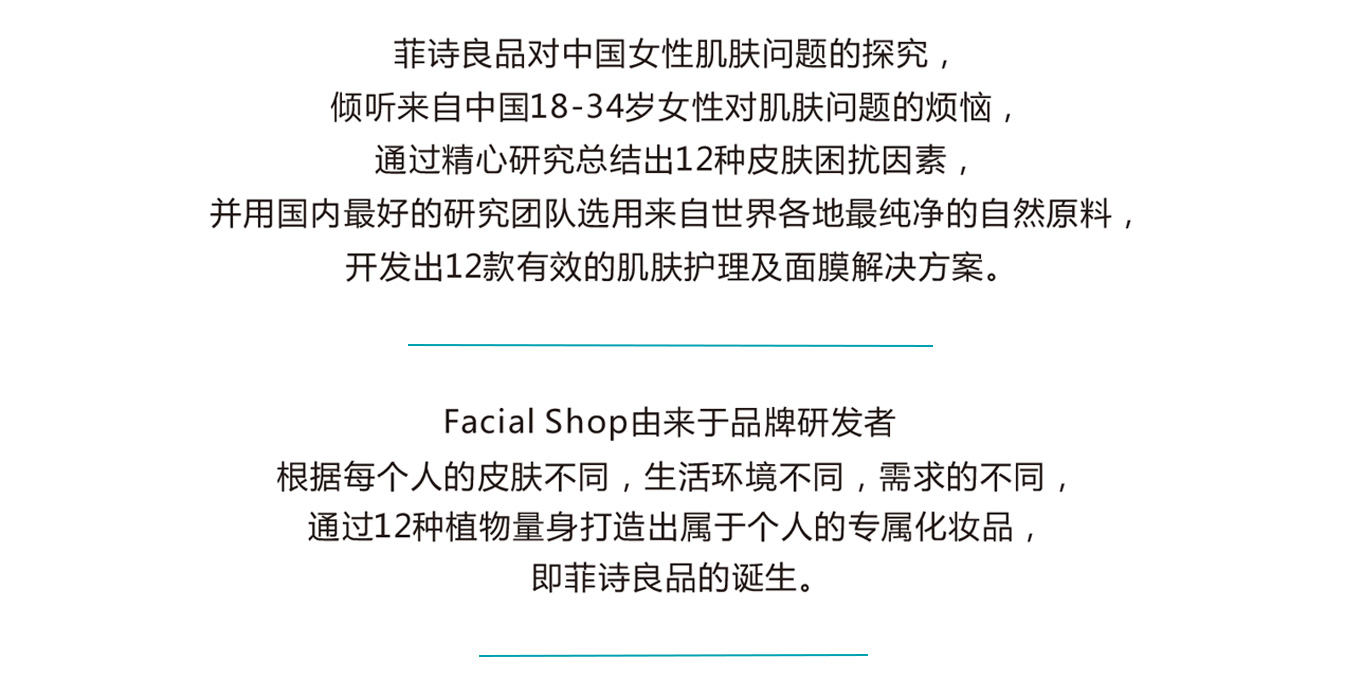 菲诗良品对中国女性肌肤问题的探究，
倾听来自中国18-34岁女性对肌肤问题的烦恼，
通过精心研究总结出12种皮肤困扰因素，
并用国内最好的研究团队选用来自世界各地最纯净的自然原料，
开发出12款有效的肌肤护理及面膜解决方案。
Facial Shop由来于品牌研发者
根据每个人的皮肤不同，生活环境不同，需求的不同，
通过12种植物量身打造出属于个人的专属化妆品，
即菲诗良品的诞生。